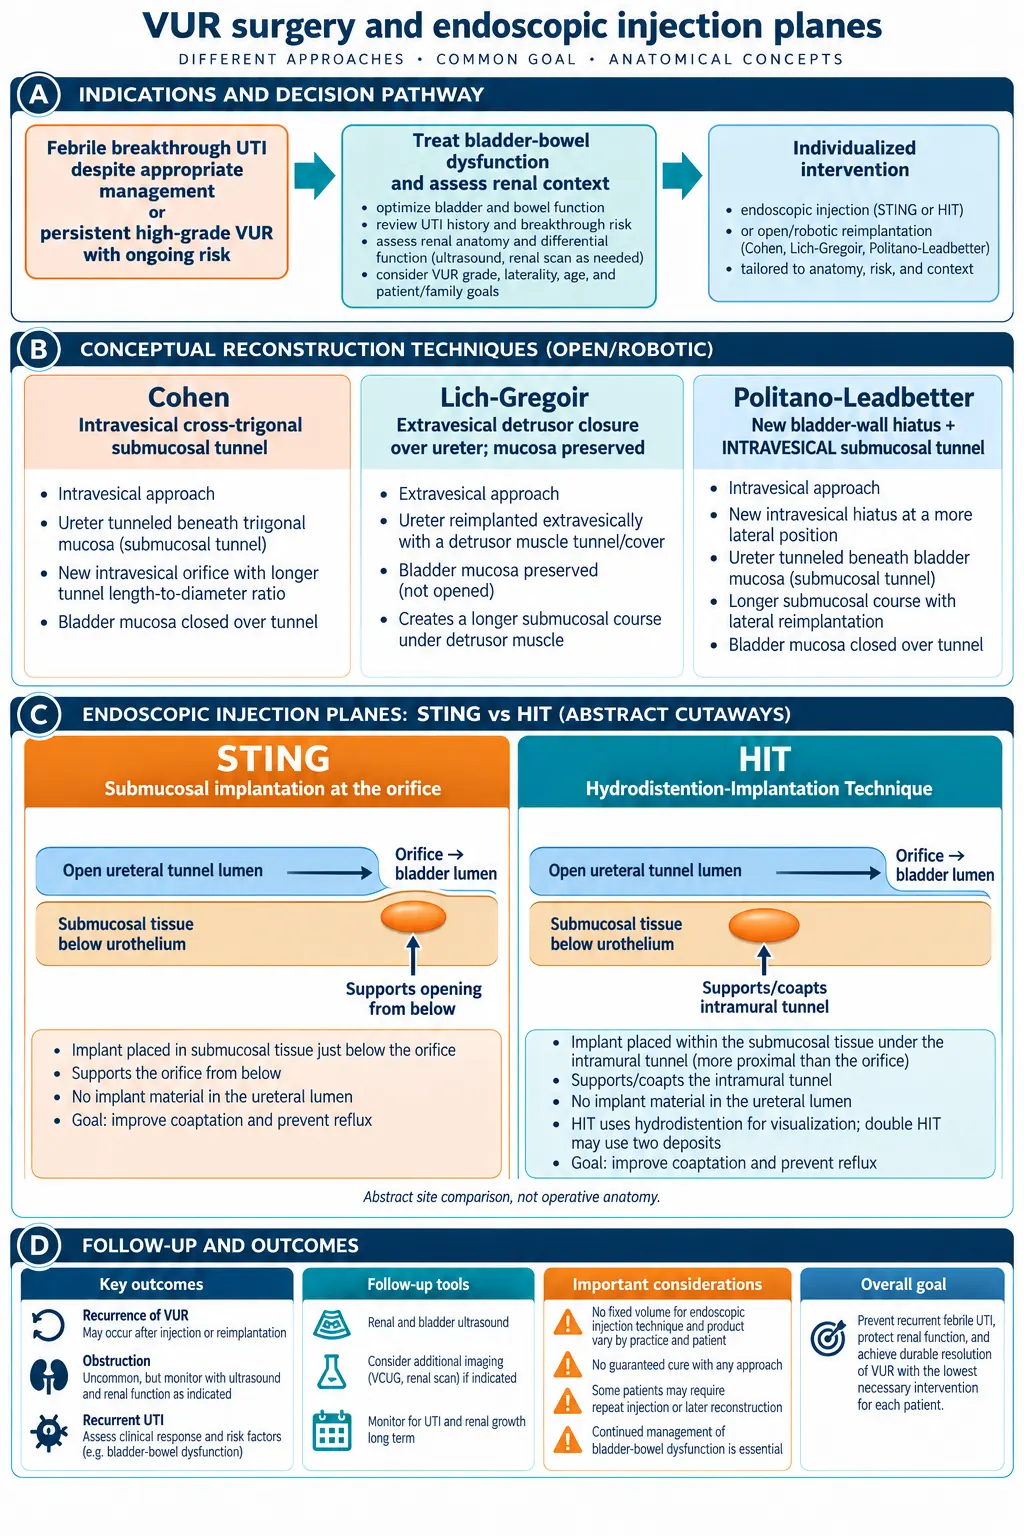 VUR surgery and endoscopic injection planes
DIFFERENT APPROACHES • COMMON GOAL • ANATOMICAL CONCEPTS
A INDICATIONS AND DECISION PATHWAY
Febrile breakthrough UTI
despite appropriate
management
or
persistent high-grade VUR
with ongoing risk
Treat bladder-bowel
dysfunction
and assess renal context
• optimize bladder and bowel function
• review UTI history and breakthrough risk
• assess renal anatomy and differential
function (ultrasound, renal scan as needed)
• consider VUR grade, laterality, age, and
patient/family goals
Individualized
intervention
• endoscopic injection (STING or HIT)
• or open/robotic reimplantation
(Cohen, Lich-Gregoir, Politano-Leadbetter)
• tailored to anatomy, risk, and context
B CONCEPTUAL RECONSTRUCTION TECHNIQUES (OPEN/ROBOTIC)
Cohen
Intravesical cross-trigonal
submucosal tunnel
• Intravesical approach
• Ureter tunneled beneath trigonal
mucosa (submucosal tunnel)
• New intravesical orifice with longer
tunnel length-to-diameter ratio
• Bladder mucosa closed over tunnel
Lich-Gregoir
Extravesical detrusor closure
over ureter; mucosa preserved
• Extravesical approach
• Ureter reimplanted extravesically
with a detrusor muscle tunnel/cover
• Bladder mucosa preserved
(not opened)
• Creates a longer submucosal course
under detrusor muscle
Politano-Leadbetter
New bladder-wall hiatus +
INTRAVESICAL submucosal tunnel
• Intravesical approach
• New intravesical hiatus at a more
lateral position
• Ureter tunneled beneath bladder
mucosa (submucosal tunnel)
• Longer submucosal course with
lateral reimplantation
• Bladder mucosa closed over tunnel
C ENDOSCOPIC INJECTION PLANES: STING vs HIT (ABSTRACT CUTAWAYS)
STING
Submucosal implantation at the orifice
Open ureteral tunnel lumen
Orifice →
bladder lumen
Submucosal tissue
below urothelium
Supports opening
from below
• Implant placed in submucosal tissue just below the orifice
• Supports the orifice from below
• No implant material in the ureteral lumen
• Goal: improve coaptation and prevent reflux
HIT
Hydrodistention-Implantation Technique
Open ureteral tunnel lumen
Orifice →
bladder lumen
Submucosal tissue
below urothelium
Supports/coapts
intramural tunnel
• Implant placed within the submucosal tissue under the
intramural tunnel (more proximal than the orifice)
• Supports/coapts the intramural tunnel
• No implant material in the ureteral lumen
• HIT uses hydrodistention for visualization; double HIT
may use two deposits
• Goal: improve coaptation and prevent reflux
Abstract site comparison, not operative anatomy.
D FOLLOW-UP AND OUTCOMES
Key outcomes
Recurrence of VUR
May occur after injection or reimplantation
Obstruction
Uncommon, but monitor with ultrasound
and renal function as indicated
Recurrent UTI
Assess clinical response and risk factors
(e.g. bladder-bowel dysfunction)
Follow-up tools
Renal and bladder ultrasound
Consider additional imaging
(VCUG, renal scan) if indicated
Monitor for UTI and renal growth
long term
Important considerations
No fixed volume for endoscopic
injection technique and product
vary by practice and patient
No guaranteed cure with any approach
Some patients may require
repeat injection or later reconstruction
Continued management of
bladder-bowel dysfunction is essential
Overall goal
Prevent recurrent febrile UTI,
protect renal function, and
achieve durable resolution
of VUR with the lowest
necessary intervention
for each patient.